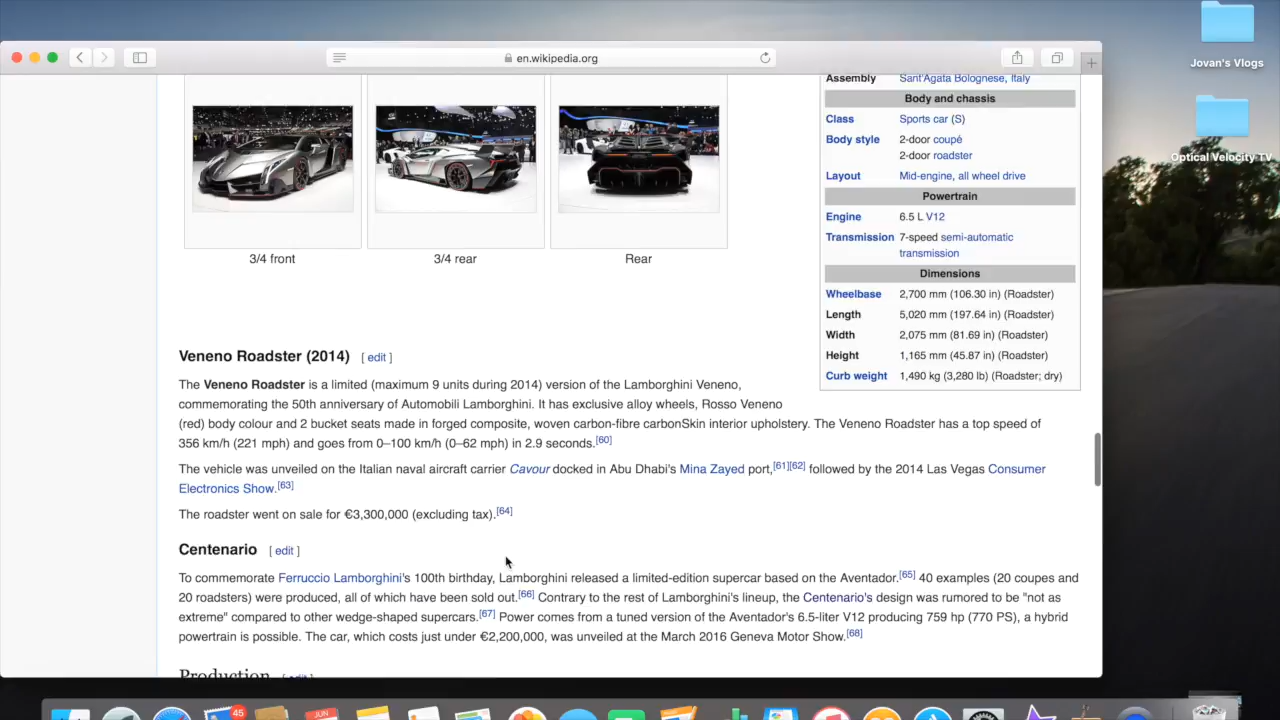 Jovan's Vlogs
en.wikipedia.org
Optical Velocity TV
Assembly Sant'Agata Bolognese, Italy
Body and chassis
Class Sports car (S)
Body style 2-door coupé
2-door roadster
Layout Mid-engine, all wheel drive
Powertrain
Engine 6.5 L V12
Transmission 7-speed semi-automatic
transmission
Dimensions
Wheelbase 2,700 mm (106.30 in) (Roadster)
Length 5,020 mm (197.64 in) (Roadster)
Width 2,075 mm (81.69 in) (Roadster)
Height 1,165 mm (45.87 in) (Roadster)
Curb weight 1,490 kg (3,280 lb) (Roadster; dry)
3/4 front 3/4 rear Rear
Veneno Roadster (2014) [ edit ]
The Veneno Roadster is a limited (maximum 9 units during 2014) version of the Lamborghini Veneno,
commemorating the 50th anniversary of Automobili Lamborghini. It has exclusive alloy wheels, Rosso Veneno
(red) body colour and 2 bucket seats made in forged composite, woven carbon-fibre carbonSkin interior upholstery. The Veneno Roadster has a top speed of
356 km/h (221 mph) and goes from 0–100 km/h (0–62 mph) in 2.9 seconds.[60]
The vehicle was unveiled on the Italian naval aircraft carrier Cavour docked in Abu Dhabi's Mina Zayed port,[61][62] followed by the 2014 Las Vegas Consumer
Electronics Show.[63]
The roadster went on sale for €3,300,000 (excluding tax).[64]
Centenario [ edit ]
To commemorate Ferruccio Lamborghini's 100th birthday, Lamborghini released a limited-edition supercar based on the Aventador.[65] 40 examples (20 coupes and
20 roadsters) were produced, all of which have been sold out.[66] Contrary to the rest of Lamborghini's lineup, the Centenario's design was rumored to be "not as
extreme" compared to other wedge-shaped supercars.[67] Power comes from a tuned version of the Aventador's 6.5-liter V12 producing 759 hp (770 PS), a hybrid
powertrain is possible. The car, which costs just under €2,200,000, was unveiled at the March 2016 Geneva Motor Show.[68]
Production [ edit ]
45
JUN